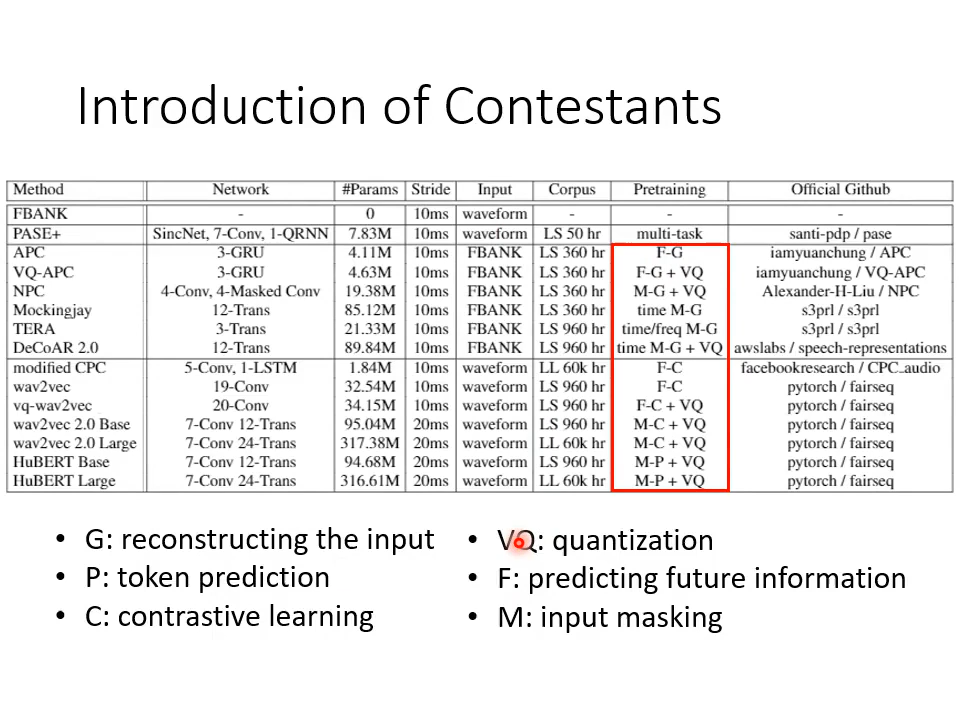 Introduction of Contestants
Method Network #Params Stride Input Corpus Pretraining Official Github
FBANK - 0 10ms waveform - - -
PASE+ SincNet, 7-Conv, 1-QRNN 7.83M 10ms waveform LS 50 hr multi-task santi-pdp / pase
APC 3-GRU 4.11M 10ms FBANK LS 360 hr F-G iamyuanchung / APC
VQ-APC 3-GRU 4.63M 10ms FBANK LS 360 hr F-G + VQ iamyuanchung / VQ-APC
NPC 4-Conv, 4-Masked Conv 19.38M 10ms FBANK LS 360 hr M-G + VQ Alexander-H-Liu / NPC
Mockingjay 12-Trans 85.12M 10ms FBANK LS 360 hr time M-G s3prl / s3prl
TERA 3-Trans 21.33M 10ms FBANK LS 960 hr time/freq M-G s3prl / s3prl
DeCoAR 2.0 12-Trans 89.84M 10ms FBANK LS 960 hr time M-G + VQ awslabs / speech-representations
modified CPC 5-Conv, 1-LSTM 1.84M 10ms waveform LL 60k hr F-C facebookresearch / CPC_audio
wav2vec 19-Conv 32.54M 10ms waveform LS 960 hr F-C pytorch / fairseq
vq-wav2vec 20-Conv 34.15M 10ms waveform LS 960 hr F-C + VQ pytorch / fairseq
wav2vec 2.0 Base 7-Conv 12-Trans 95.04M 20ms waveform LS 960 hr M-C + VQ pytorch / fairseq
wav2vec 2.0 Large 7-Conv 24-Trans 317.38M 20ms waveform LL 60k hr M-C + VQ pytorch / fairseq
HuBERT Base 7-Conv 12-Trans 94.68M 20ms waveform LS 960 hr M-P + VQ pytorch / fairseq
HuBERT Large 7-Conv 24-Trans 316.61M 20ms waveform LL 60k hr M-P + VQ pytorch / fairseq
• G: reconstructing the input
• P: token prediction
• C: contrastive learning
• VQ: quantization
• F: predicting future information
• M: input masking